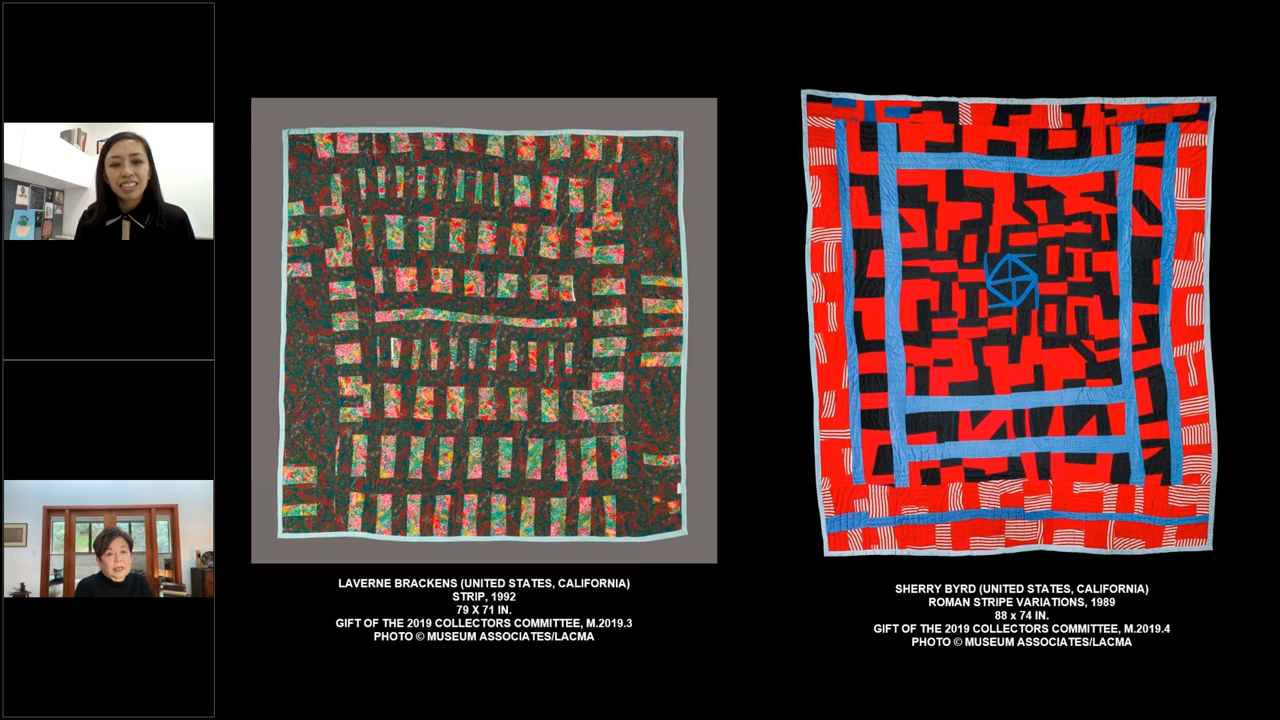 LAVERNE BRACKENS (UNITED STATES, CALIFORNIA)
STRIP, 1992
79 X 71 IN.
GIFT OF THE 2019 COLLECTORS COMMITTEE, M.2019.3
PHOTO © MUSEUM ASSOCIATES/LACMA
SHERRY BYRD (UNITED STATES, CALIFORNIA)
ROMAN STRIPE VARIATIONS, 1989
88 x 74 IN.
GIFT OF THE 2019 COLLECTORS COMMITTEE, M.2019.4
PHOTO © MUSEUM ASSOCIATES/LACMA